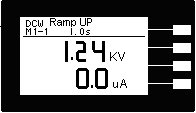 DCW Ramp UP
M1-1 1.0s
1.24 KV
0.0 uA